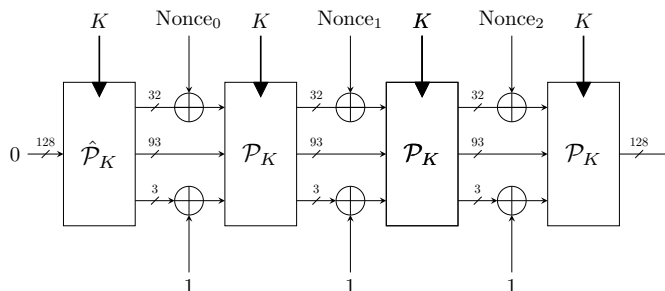 K Nonce₀ K Nonce₁ K Nonce₂ K
32 32 32
0 128 P̂_K 93 P_K 93 P_K 93 P_K 128
3 3 3
1 1 1